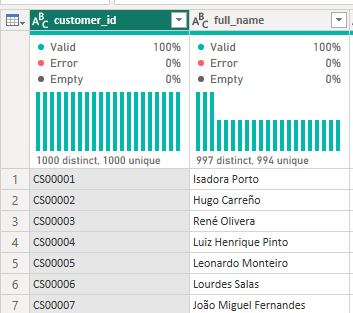 ABC customer_id ABC full_name
Valid 100% Valid 100%
Error 0% Error 0%
Empty 0% Empty 0%
1000 distinct, 1000 unique 997 distinct, 994 unique
1 CS00001 Isadora Porto
2 CS00002 Hugo Carreño
3 CS00003 René Olivera
4 CS00004 Luiz Henrique Pinto
5 CS00005 Leonardo Monteiro
6 CS00006 Lourdes Salas
7 CS00007 João Miguel Fernandes